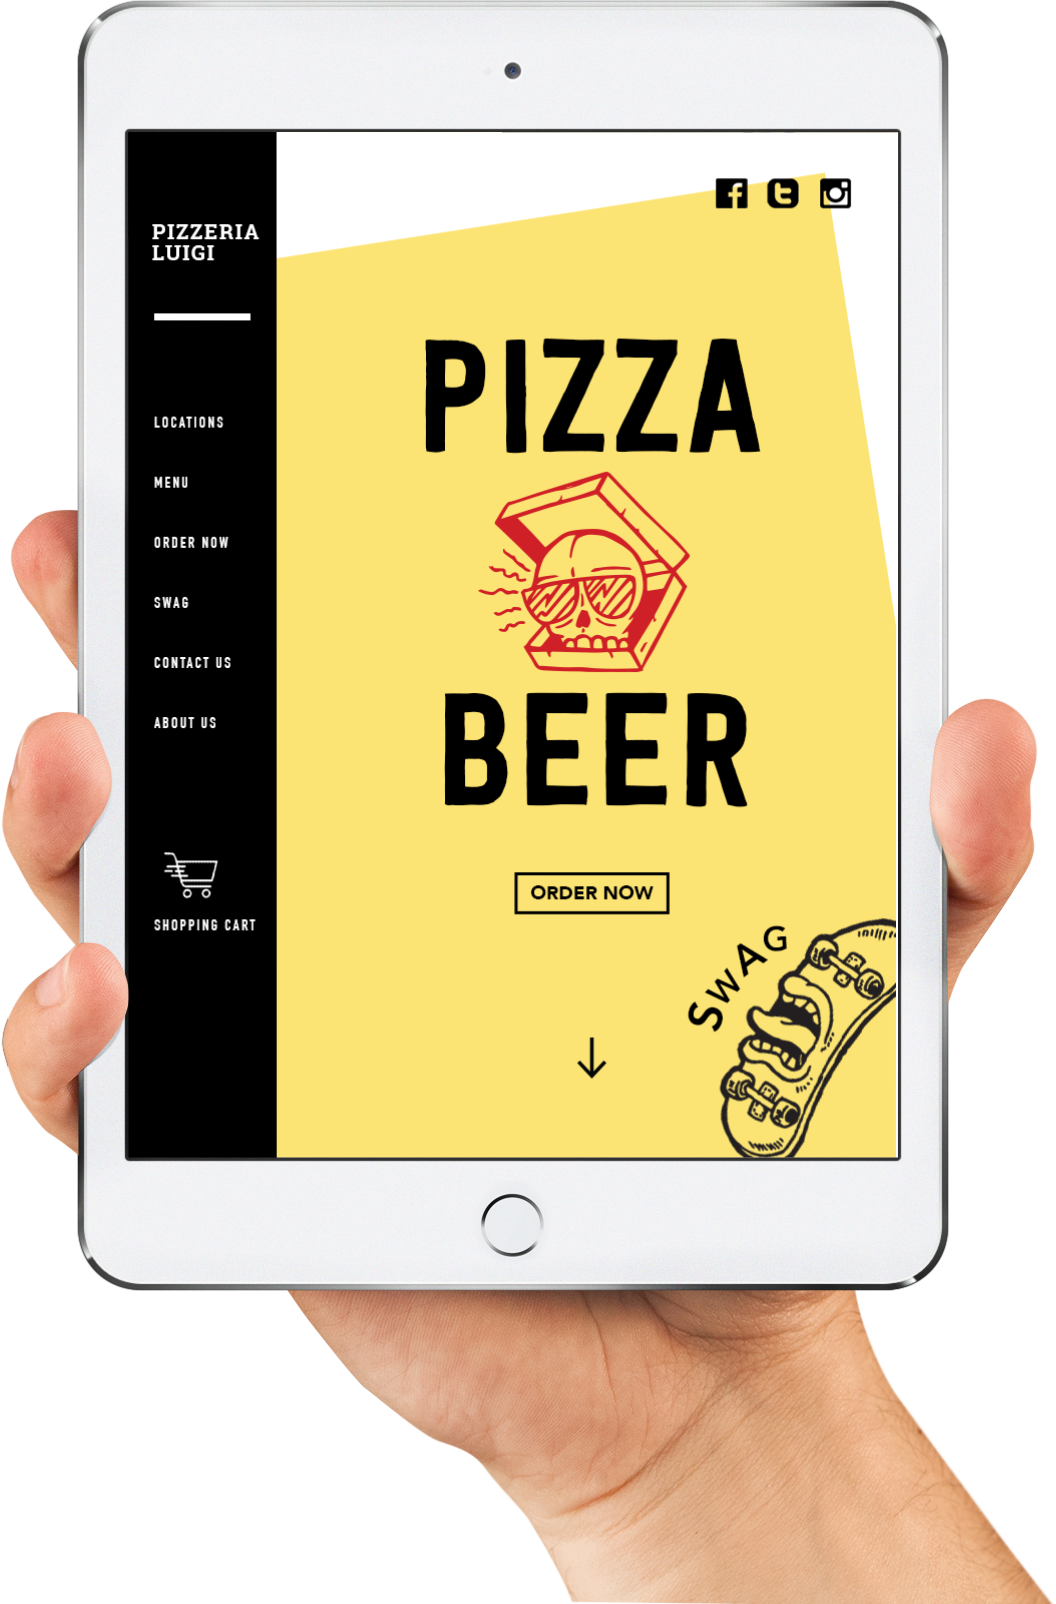 PIZZERIA
LUIGI
LOCATIONS
MENU
ORDER NOW
SWAG
CONTACT US
ABOUT US
SHOPPING CART
PIZZA
BEER
ORDER NOW
SWAG